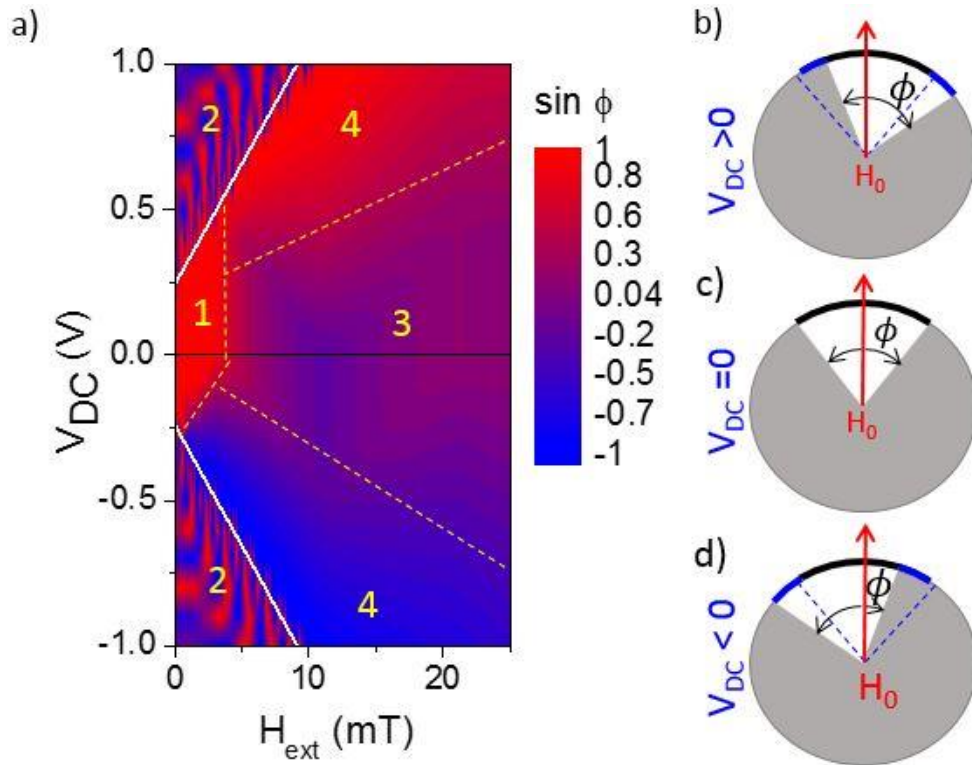 a)
1.0
0.5
0.0
-0.5
-1.0
V_DC (V)
0
10
20
H_ext (mT)
2
4
1
3
2
4
sin ϕ
1
0.8
0.6
0.3
0.04
-0.2
-0.5
-0.7
-1
b)
V_DC >0
ϕ
H_0
c)
V_DC =0
ϕ
H_0
d)
V_DC < 0
ϕ
H_0